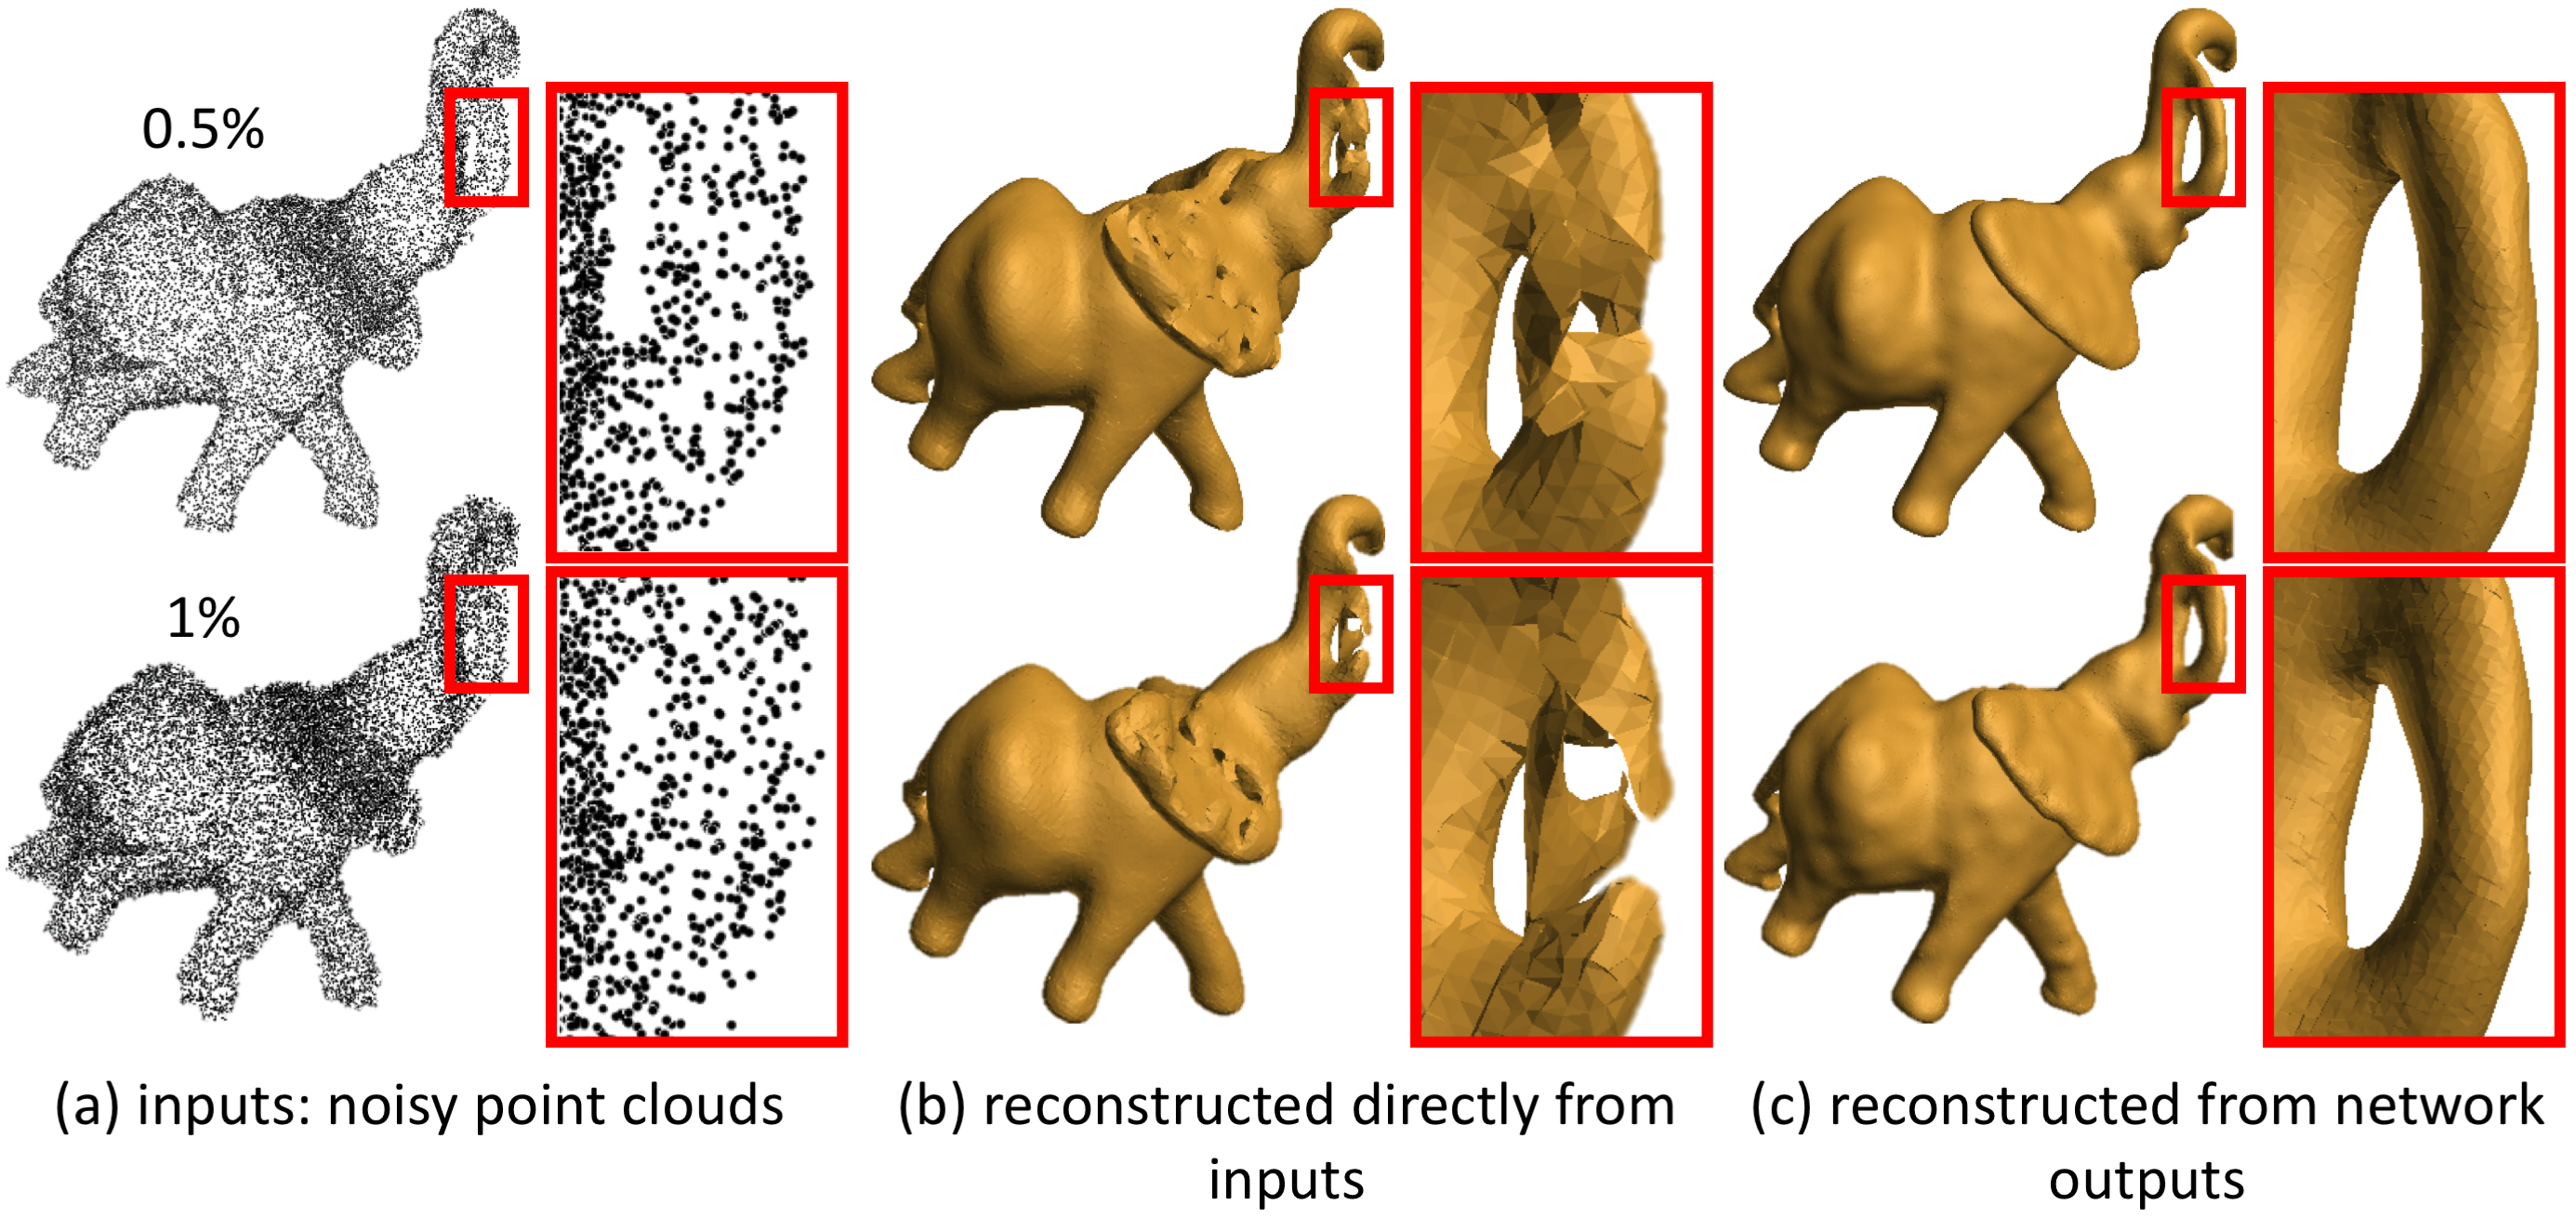 0.5%
1%
(a) inputs: noisy point clouds
(b) reconstructed directly from
inputs
(c) reconstructed from network
outputs